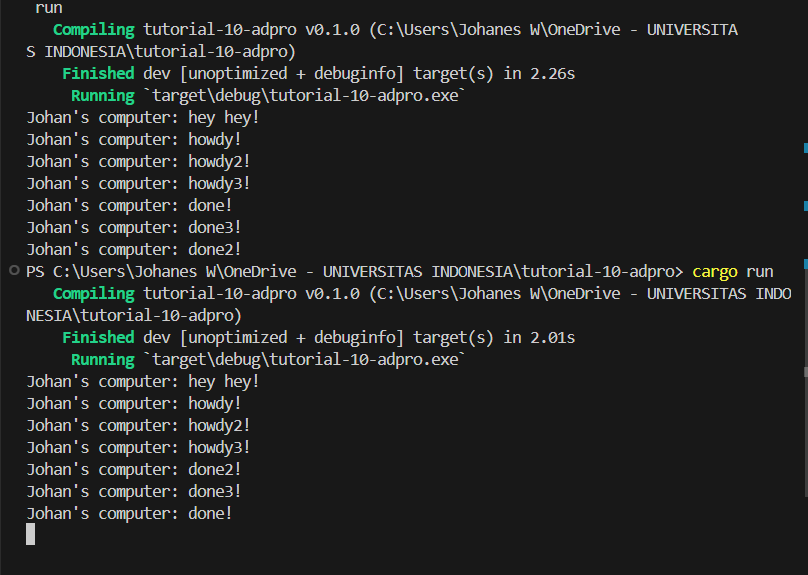 run
Compiling tutorial-10-adpro v0.1.0 (C:\Users\Johanes W\OneDrive - UNIVERSITA
S INDONESIA\tutorial-10-adpro)
Finished dev [unoptimized + debuginfo] target(s) in 2.26s
Running `target\debug\tutorial-10-adpro.exe`
Johan's computer: hey hey!
Johan's computer: howdy!
Johan's computer: howdy2!
Johan's computer: howdy3!
Johan's computer: done!
Johan's computer: done3!
Johan's computer: done2!
PS C:\Users\Johanes W\OneDrive - UNIVERSITAS INDONESIA\tutorial-10-adpro> cargo run
Compiling tutorial-10-adpro v0.1.0 (C:\Users\Johanes W\OneDrive - UNIVERSITAS INDO
NESIA\tutorial-10-adpro)
Finished dev [unoptimized + debuginfo] target(s) in 2.01s
Running `target\debug\tutorial-10-adpro.exe`
Johan's computer: hey hey!
Johan's computer: howdy!
Johan's computer: howdy2!
Johan's computer: howdy3!
Johan's computer: done2!
Johan's computer: done3!
Johan's computer: done!